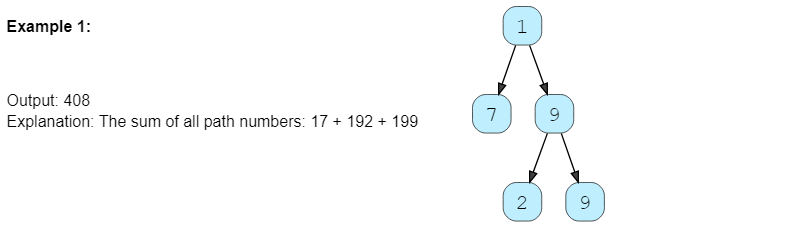 Example 1:
1
7 9
2 9
Output: 408
Explanation: The sum of all path numbers: 17 + 192 + 199